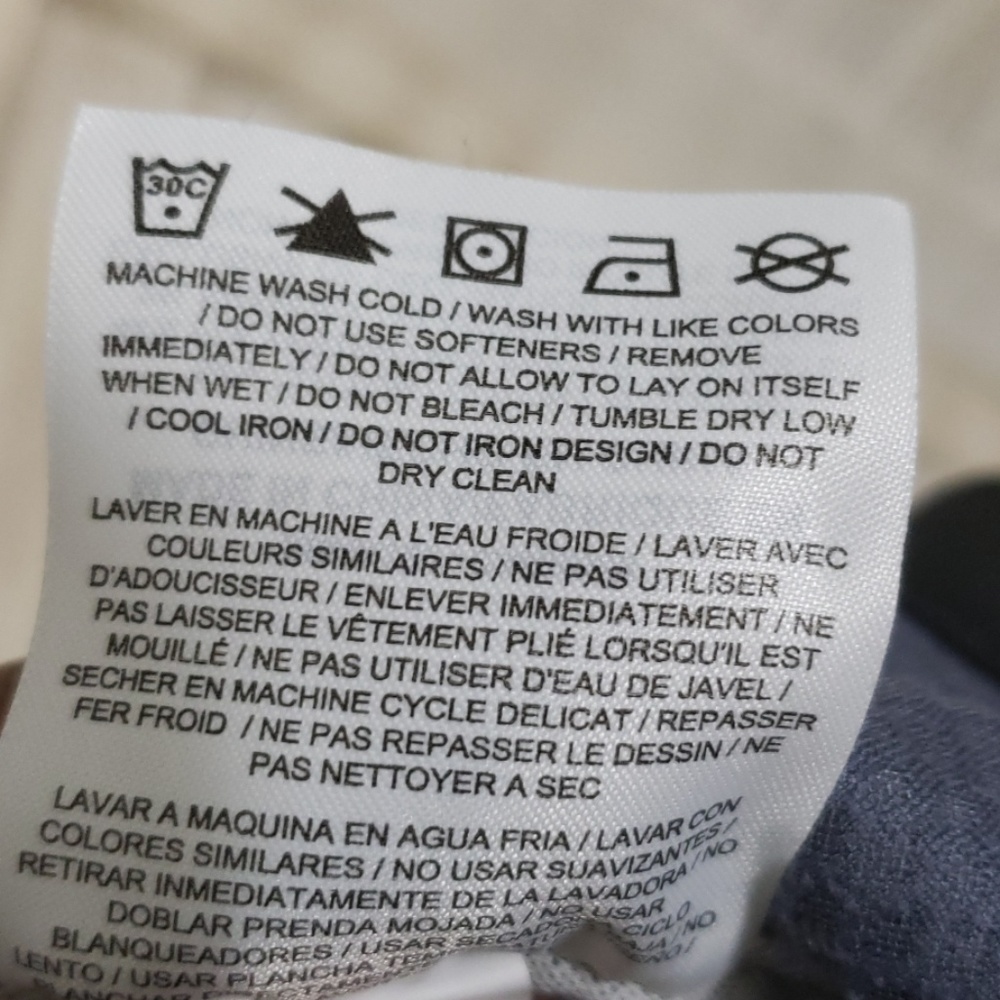 30C
MACHINE WASH COLD / WASH WITH LIKE COLORS
/ DO NOT USE SOFTENERS / REMOVE
IMMEDIATELY / DO NOT ALLOW TO LAY ON ITSELF
WHEN WET / DO NOT BLEACH / TUMBLE DRY LOW
/ COOL IRON / DO NOT IRON DESIGN / DO NOT
DRY CLEAN
LAVER EN MACHINE A L'EAU FROIDE / LAVER AVEC
COULEURS SIMILAIRES / NE PAS UTILISER
D'ADOUCISSEUR / ENLEVER IMMEDIATEMENT / NE
PAS LAISSER LE VÊTEMENT PLIÉ LORSQU'IL EST
MOUILLÉ / NE PAS UTILISER D'EAU DE JAVEL /
SECHER EN MACHINE CYCLE DELICAT / REPASSER
FER FROID / NE PAS REPASSER LE DESSIN / NE
PAS NETTOYER A SEC
LAVAR A MAQUINA EN AGUA FRIA / LAVAR CON
COLORES SIMILARES / NO USAR SUAVIZANTES /
RETIRAR INMEDIATAMENTE DE LA LAVADORA / NO
DOBLAR PRENDA MOJADA / NO USAR
BLANQUEADORES / USAR CICLO
LENTO / USAR PLANCHA / NO